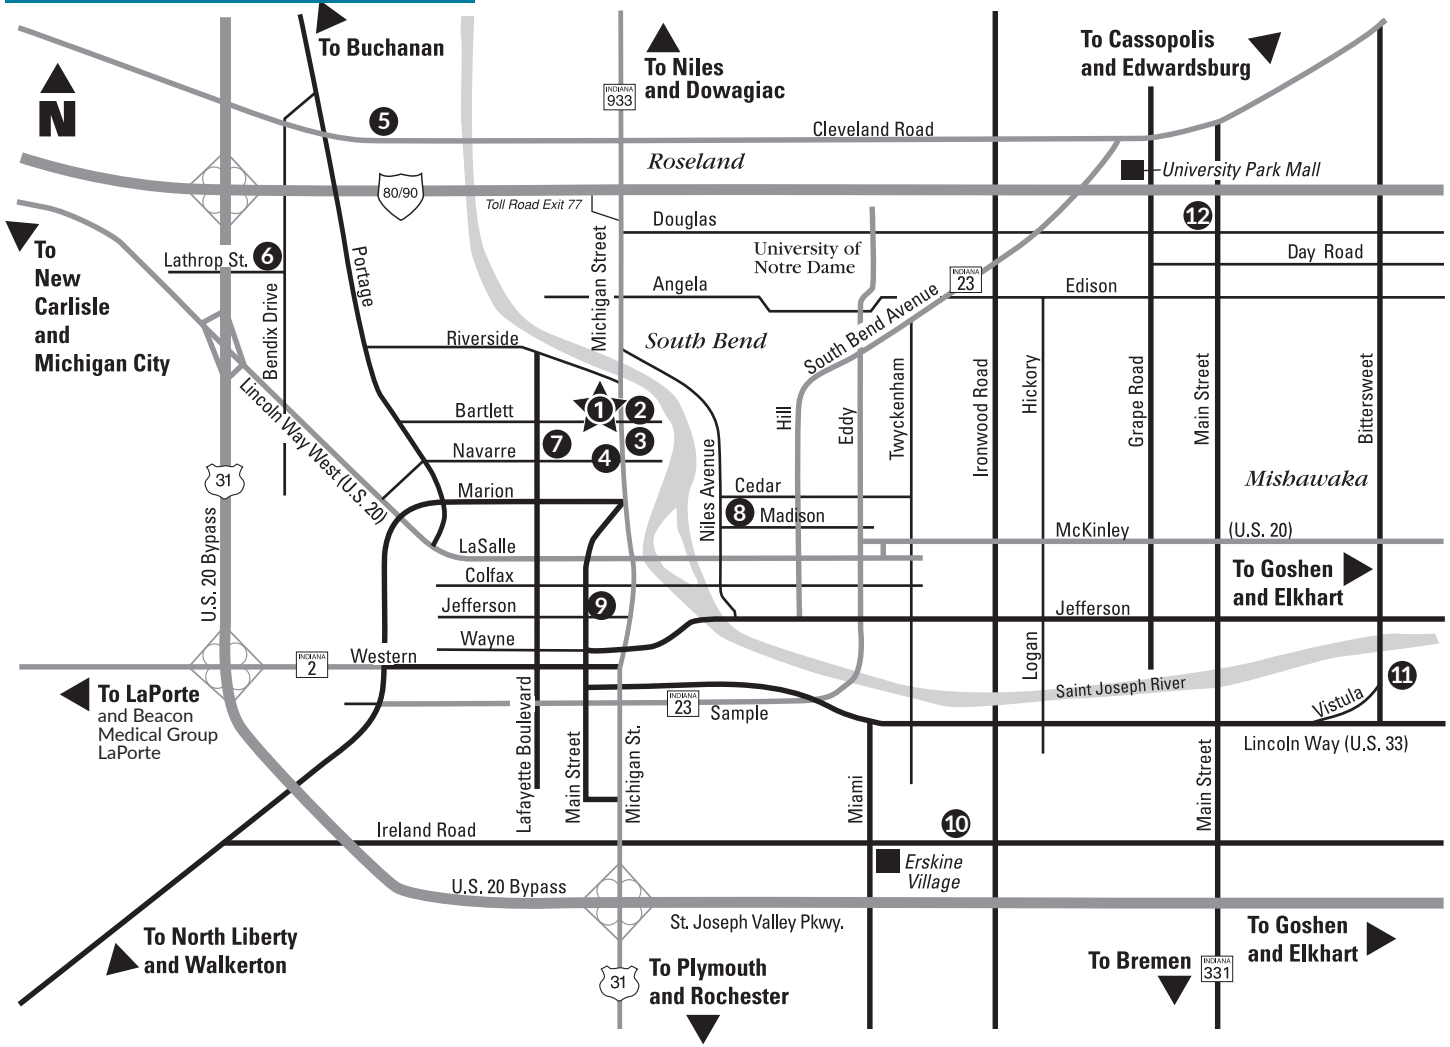 To Buchanan
To Niles
and Dowagiac
To Cassopolis
and Edwardsburg
N
INDIANA
933
5
Cleveland Road
Roseland
University Park Mall
80/90
Toll Road Exit 77
12
Douglas
To
New
Carlisle
and
Michigan City
Lathrop St.
6
Portage
Michigan Street
University of
Notre Dame
Day Road
Angela
INDIANA
23
Edison
Bendix Drive
Riverside
South Bend
South Bend Avenue
Lincoln Way West (U.S. 20)
Bartlett
1
2
Hill
Eddy
Twyckenham
Ironwood Road
Hickory
Grape Road
Main Street
Bittersweet
7
3
Navarre
4
31
Marion
Niles Avenue
Cedar
8
Madison
Mishawaka
McKinley
(U.S. 20)
U.S. 20 Bypass
LaSalle
Colfax
To Goshen
and Elkhart
Jefferson
9
Jefferson
Wayne
Logan
INDIANA
2
Western
11
Saint Joseph River
Vistula
To LaPorte
and Beacon
Medical Group
LaPorte
INDIANA
23
Sample
Lafayette Boulevard
Main Street
Michigan St.
Lincoln Way (U.S. 33)
Miami
Main Street
10
Ireland Road
Erskine
Village
U.S. 20 Bypass
St. Joseph Valley Pkwy.
To North Liberty
and Walkerton
To Goshen
and Elkhart
31
To Plymouth
and Rochester
To Bremen
INDIANA
331